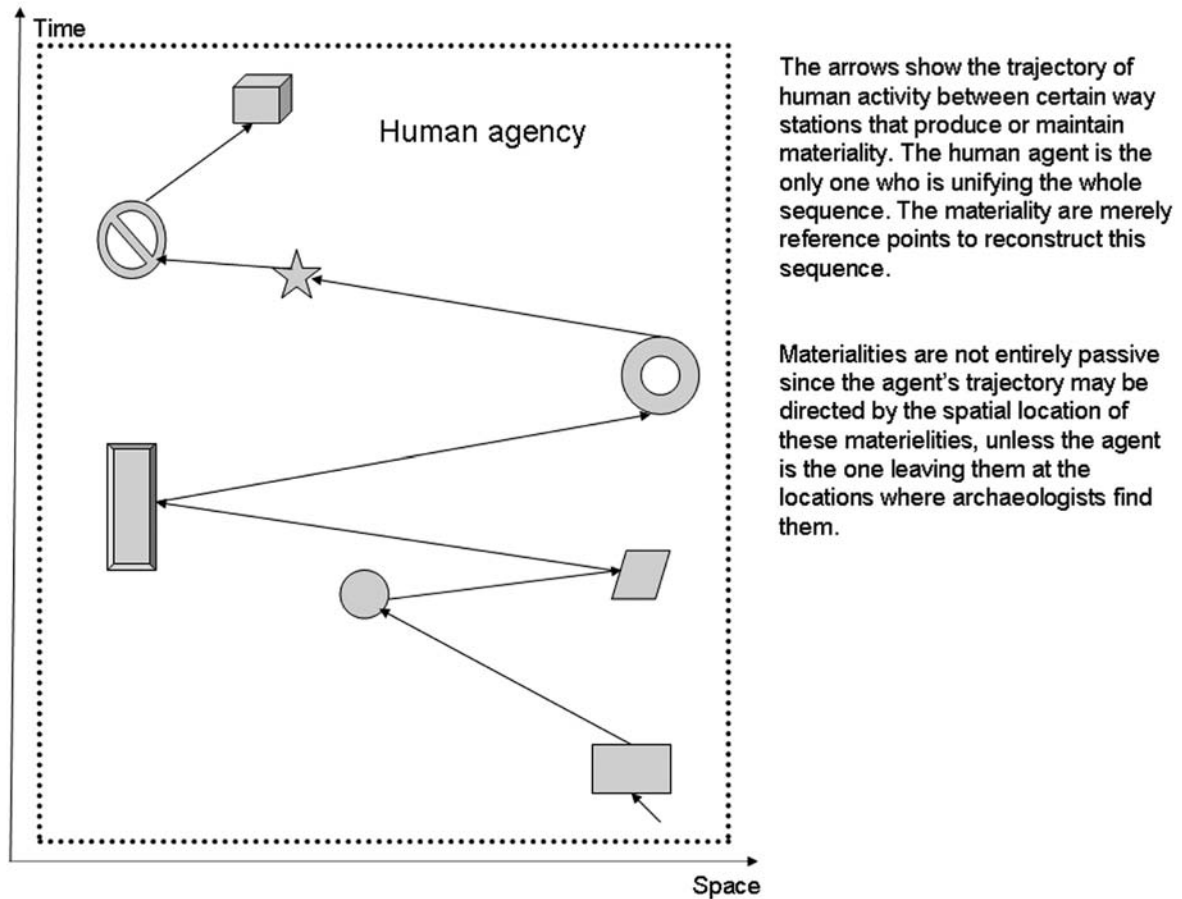 Time
Human agency
The arrows show the trajectory of
human activity between certain way
stations that produce or maintain
materiality. The human agent is the
only one who is unifying the whole
sequence. The materiality are merely
reference points to reconstruct this
sequence.
Materialities are not entirely passive
since the agent's trajectory may be
directed by the spatial location of
these materielities, unless the agent
is the one leaving them at the
locations where archaeologists find
them.
Space